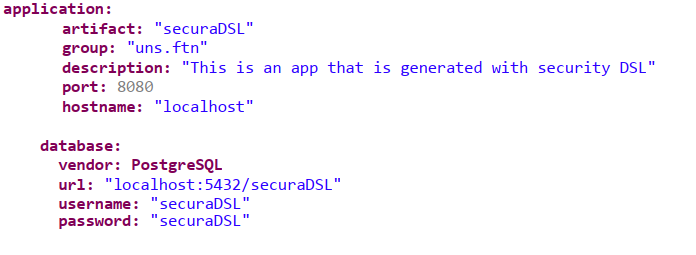 application:
artifact: "securaDSL"
group: "uns.ftn"
description: "This is an app that is generated with security DSL"
port: 8080
hostname: "localhost"
database:
vendor: PostgreSQL
url: "localhost:5432/securaDSL"
username: "securaDSL"
password: "securaDSL"